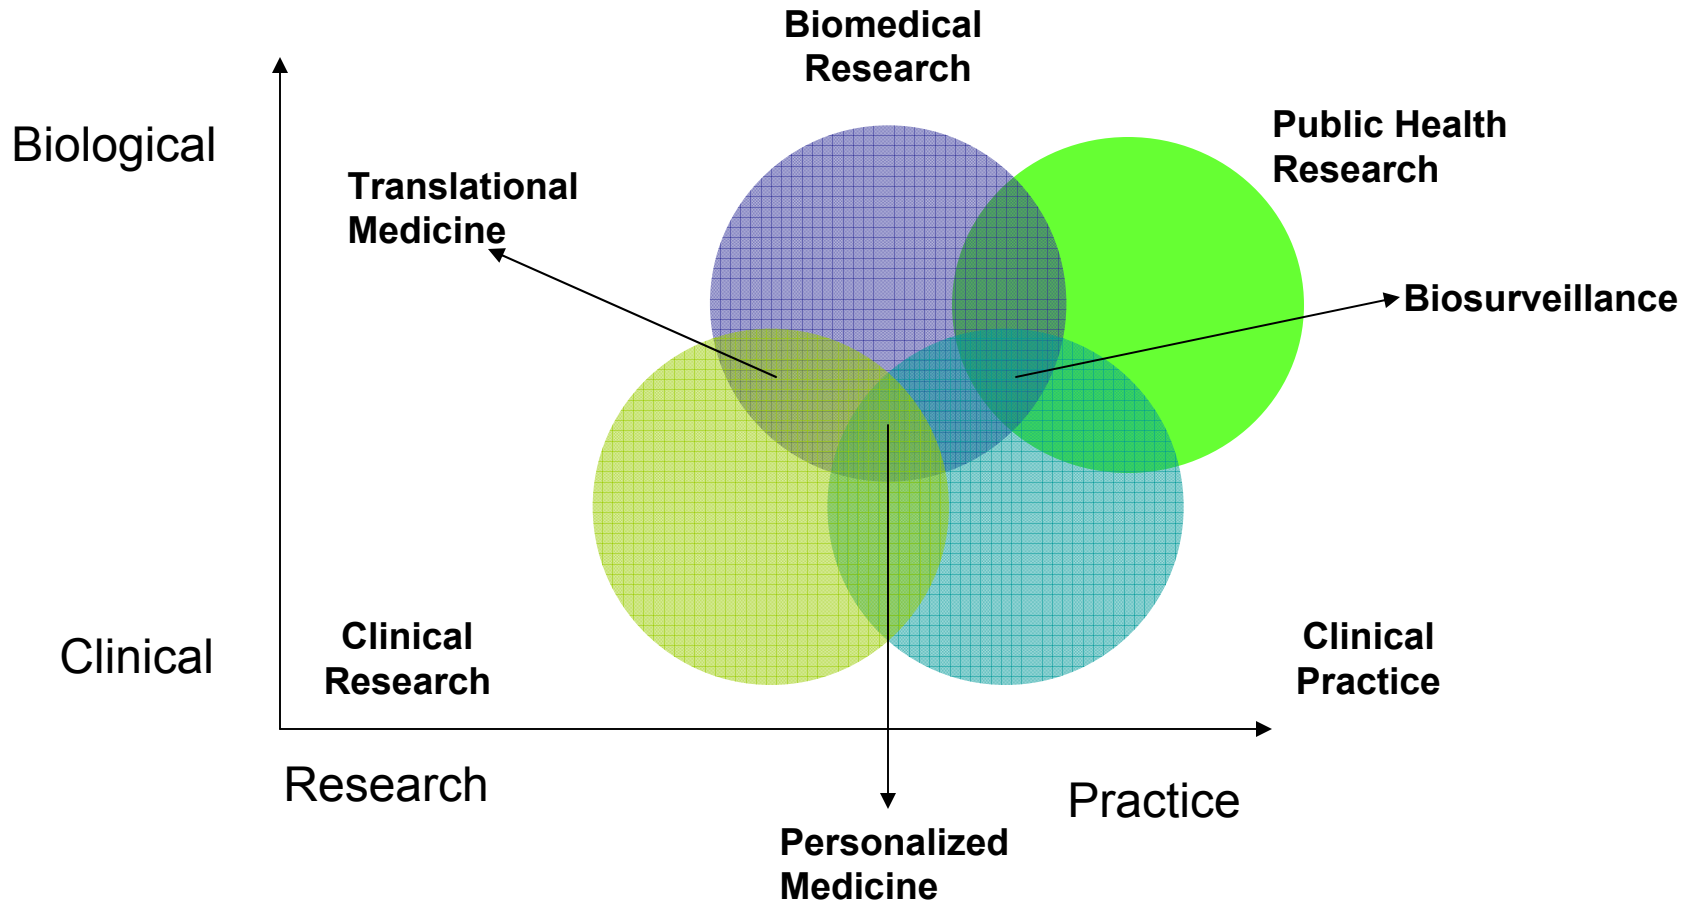 Biomedical
Research
Public Health
Research
Biological
Translational
Medicine
Biosurveillance
Clinical
Clinical
Research
Clinical
Practice
Research
Practice
Personalized
Medicine